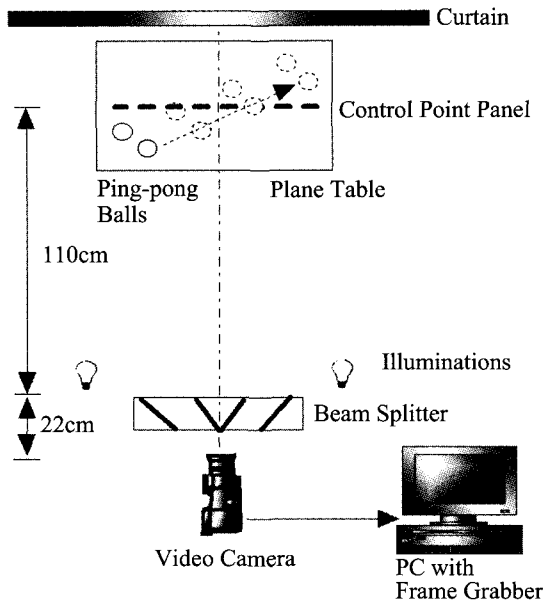 Curtain
Control Point Panel
Ping-pong
Balls
Plane Table
110cm
Illuminations
Beam Splitter
22cm
Video Camera
PC with
Frame Grabber